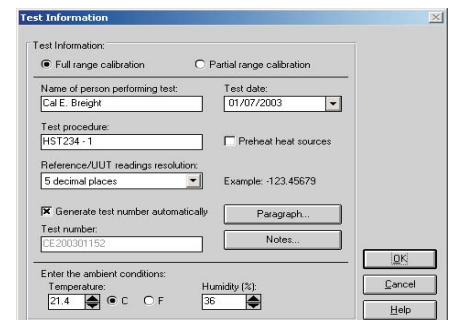 Test Information
Test Information:
Full range calibration Partial range calibration
Name of person performing test: Test date:
Cal E. Breight 01/07/2003
Test procedure:
HST234 - 1 Preheat heat sources
Reference/UUT readings resolution:
5 decimal places Example: -123.45679
Generate test number automatically Paragraph...
Test number: Notes...
CE200301152
OK
Enter the ambient conditions: Cancel
Temperature: Humidity (%):
21.4 C F 36
Help